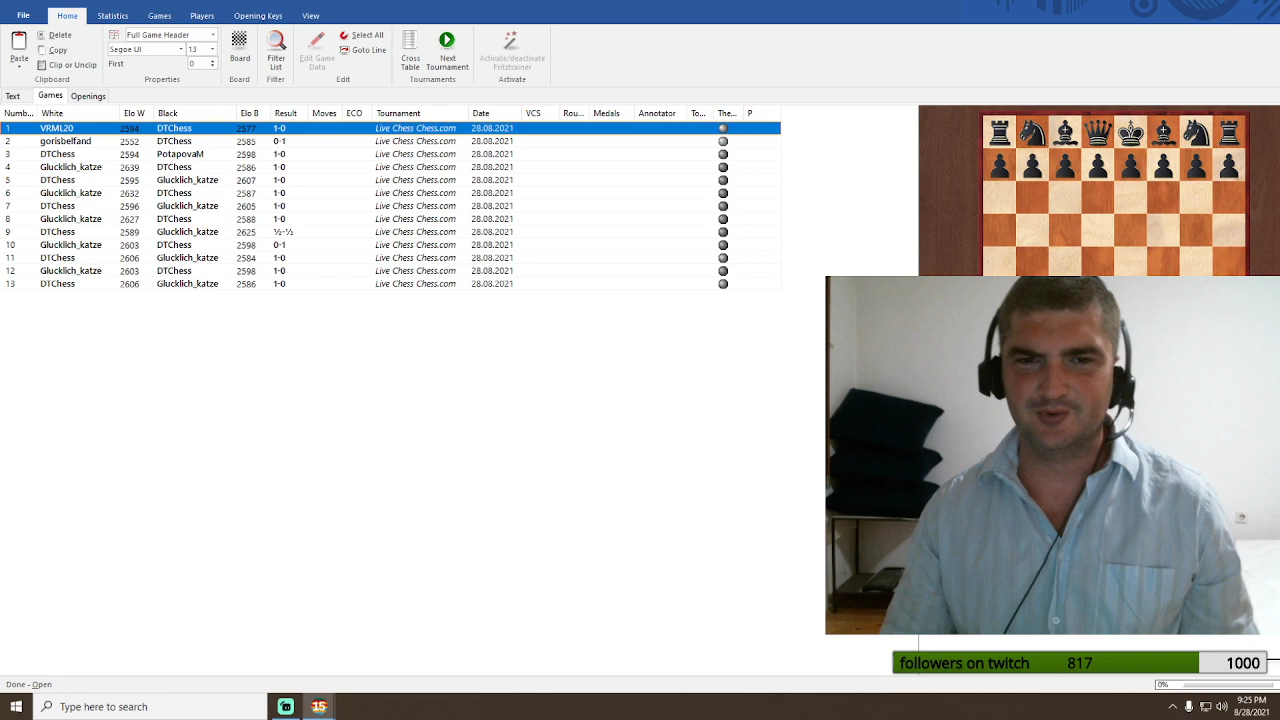 File Home Statistics Games Players Opening Keys View
Paste Delete Copy Clip or Unclip Clipboard
Full Game Header Segoe UI 13 First 0 Properties
Board Board
Filter List Filter
Edit Game Data Select All Goto Line Edit
Cross Table Next Tournament Tournaments
Activate/deactivate Fritztrainer Activate
Text Games Openings
Numb... White Elo W Black Elo B Result Moves ECO Tournament Date VCS Rou... Medals Annotator To... The... P
1 VRML20 2594 DTChess 2577 1-0 Live Chess Chess.com 28.08.2021
2 gorisbelfand 2552 DTChess 2585 0-1 Live Chess Chess.com 28.08.2021
3 DTChess 2594 PotapovaM 2598 1-0 Live Chess Chess.com 28.08.2021
4 Glucklich_katze 2639 DTChess 2586 1-0 Live Chess Chess.com 28.08.2021
5 DTChess 2595 Glucklich_katze 2607 1-0 Live Chess Chess.com 28.08.2021
6 Glucklich_katze 2632 DTChess 2587 1-0 Live Chess Chess.com 28.08.2021
7 DTChess 2596 Glucklich_katze 2605 1-0 Live Chess Chess.com 28.08.2021
8 Glucklich_katze 2627 DTChess 2588 1-0 Live Chess Chess.com 28.08.2021
9 DTChess 2589 Glucklich_katze 2625 ½-½ Live Chess Chess.com 28.08.2021
10 Glucklich_katze 2603 DTChess 2598 0-1 Live Chess Chess.com 28.08.2021
11 DTChess 2606 Glucklich_katze 2584 1-0 Live Chess Chess.com 28.08.2021
12 Glucklich_katze 2603 DTChess 2598 1-0 Live Chess Chess.com 28.08.2021
13 DTChess 2606 Glucklich_katze 2586 1-0 Live Chess Chess.com 28.08.2021
followers on twitch 817 1000
Done - Open 0%
Type here to search 15 9:25 PM
8/28/2021